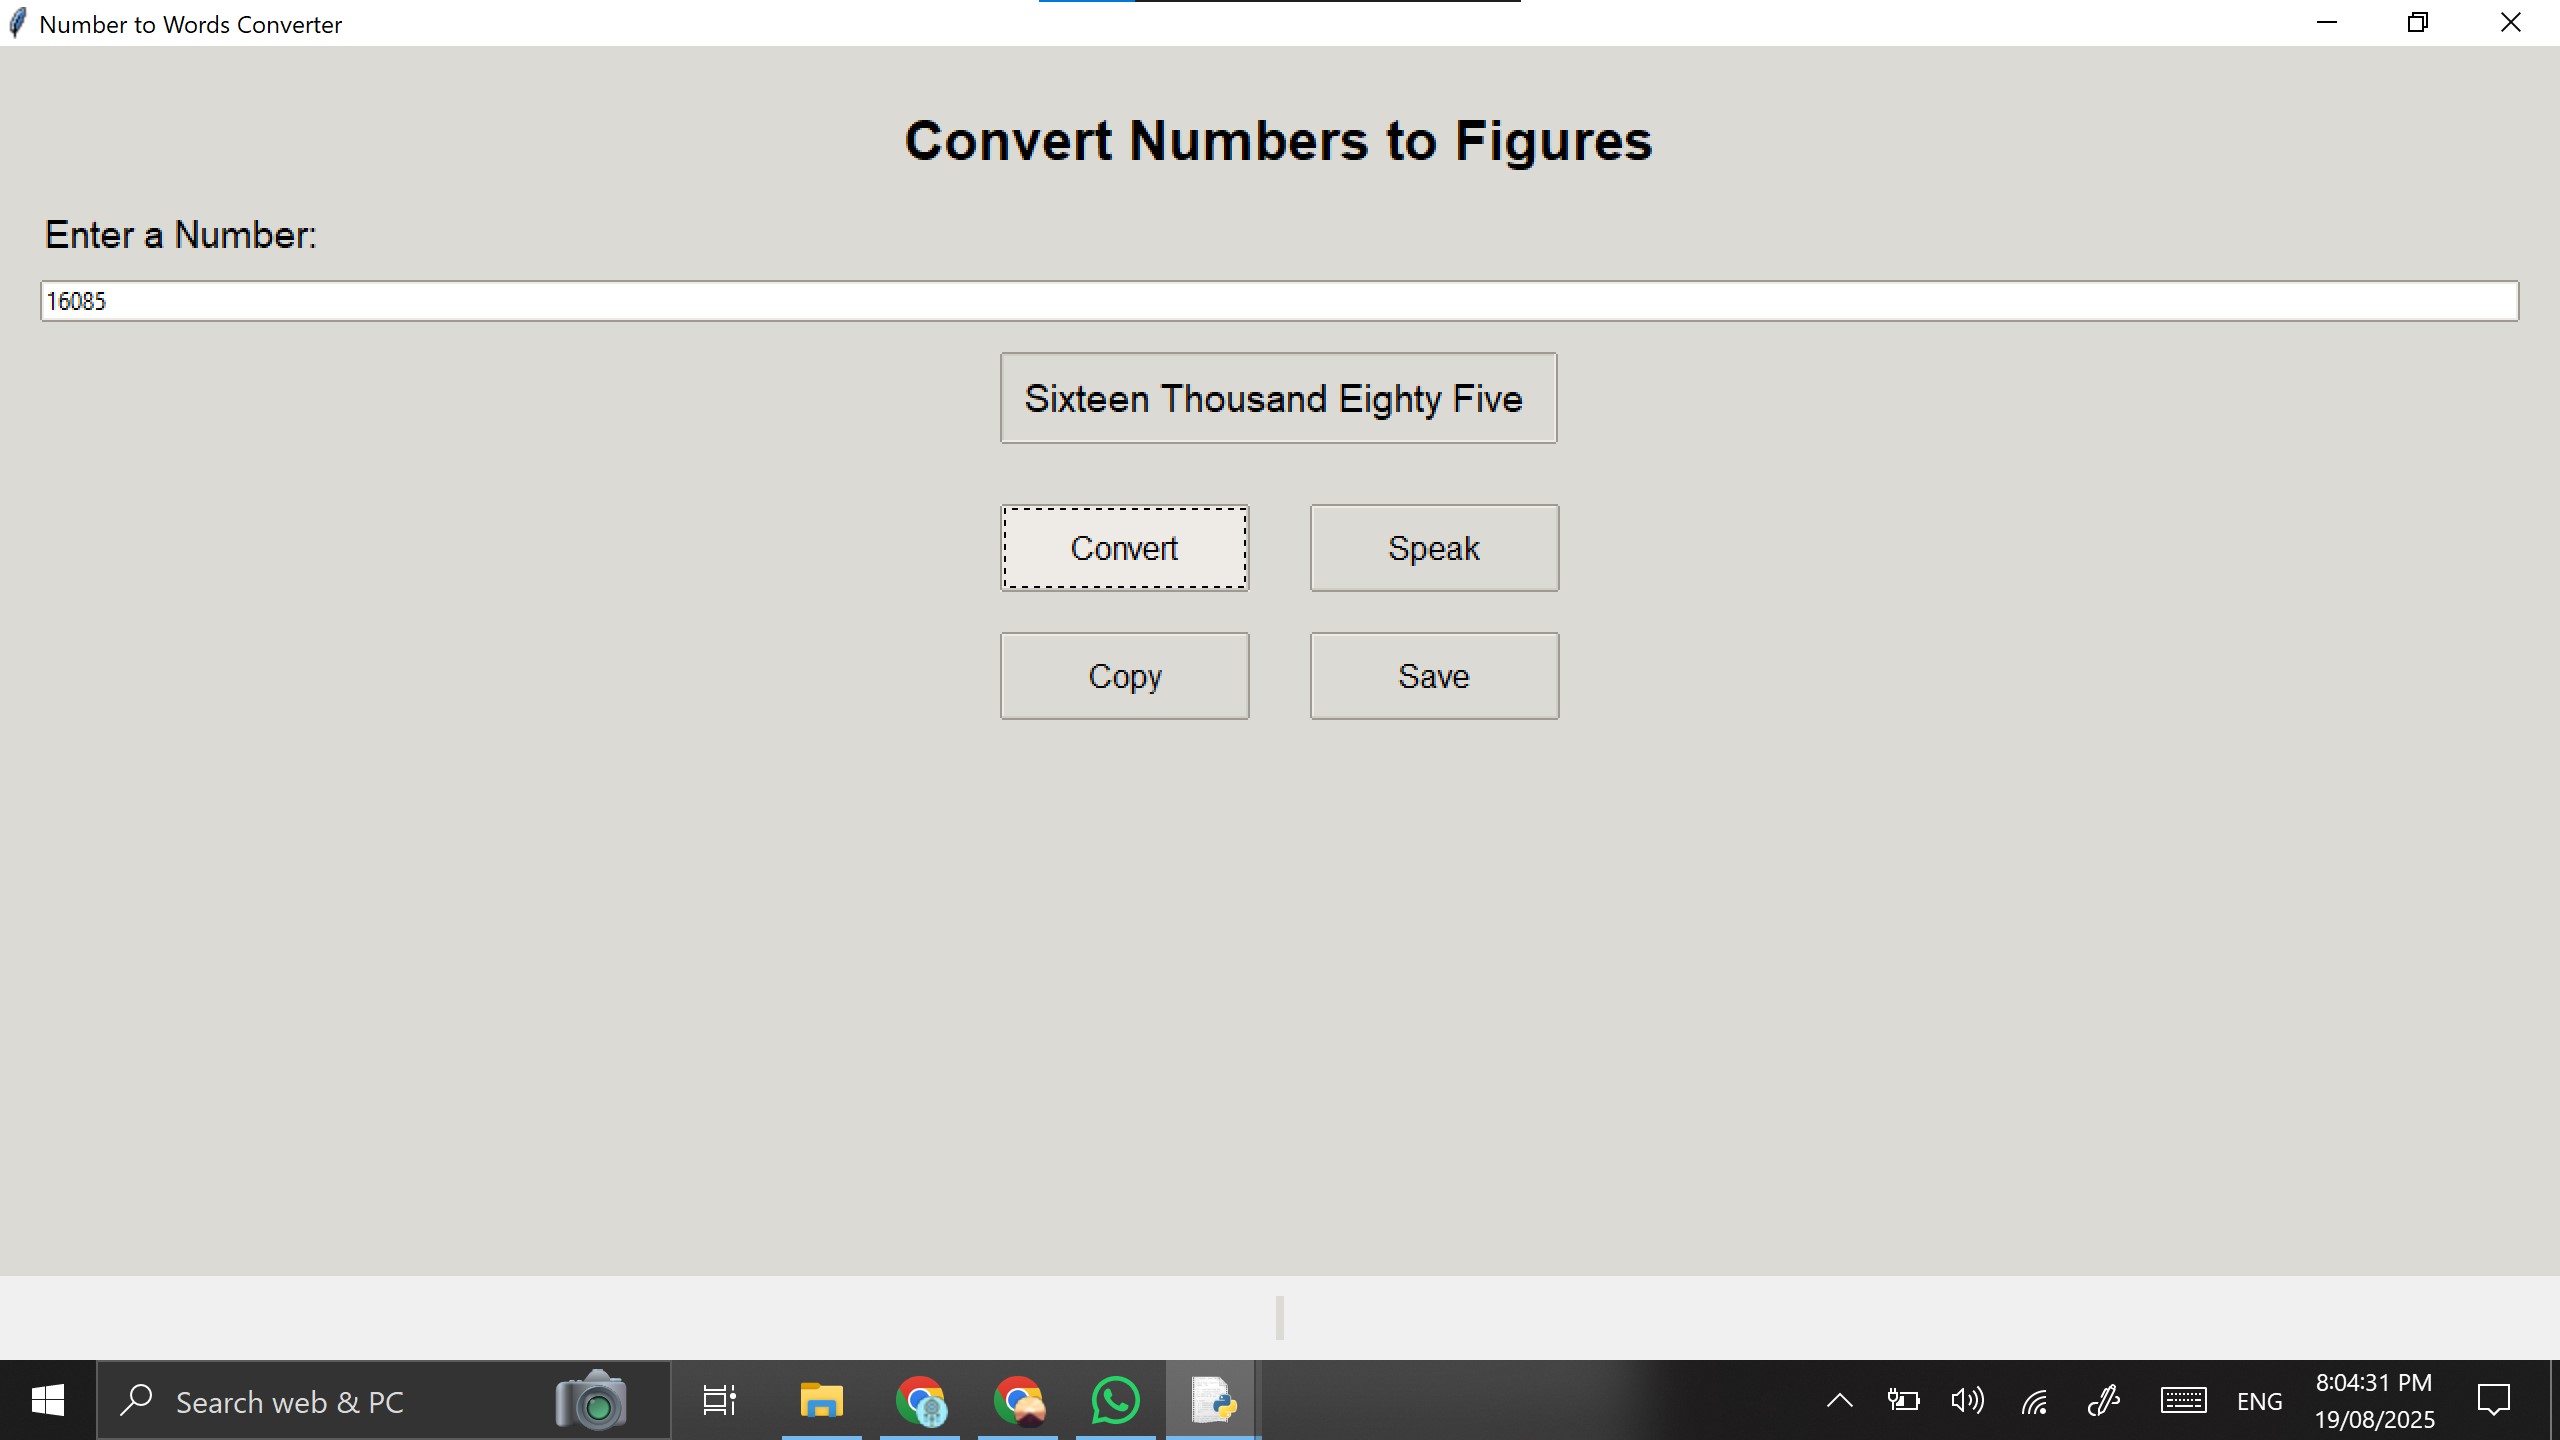 Number to Words Converter
Convert Numbers to Figures
Enter a Number:
16085
Sixteen Thousand Eighty Five
Convert
Speak
Copy
Save
Search web & PC
ENG
8:04:31 PM
19/08/2025